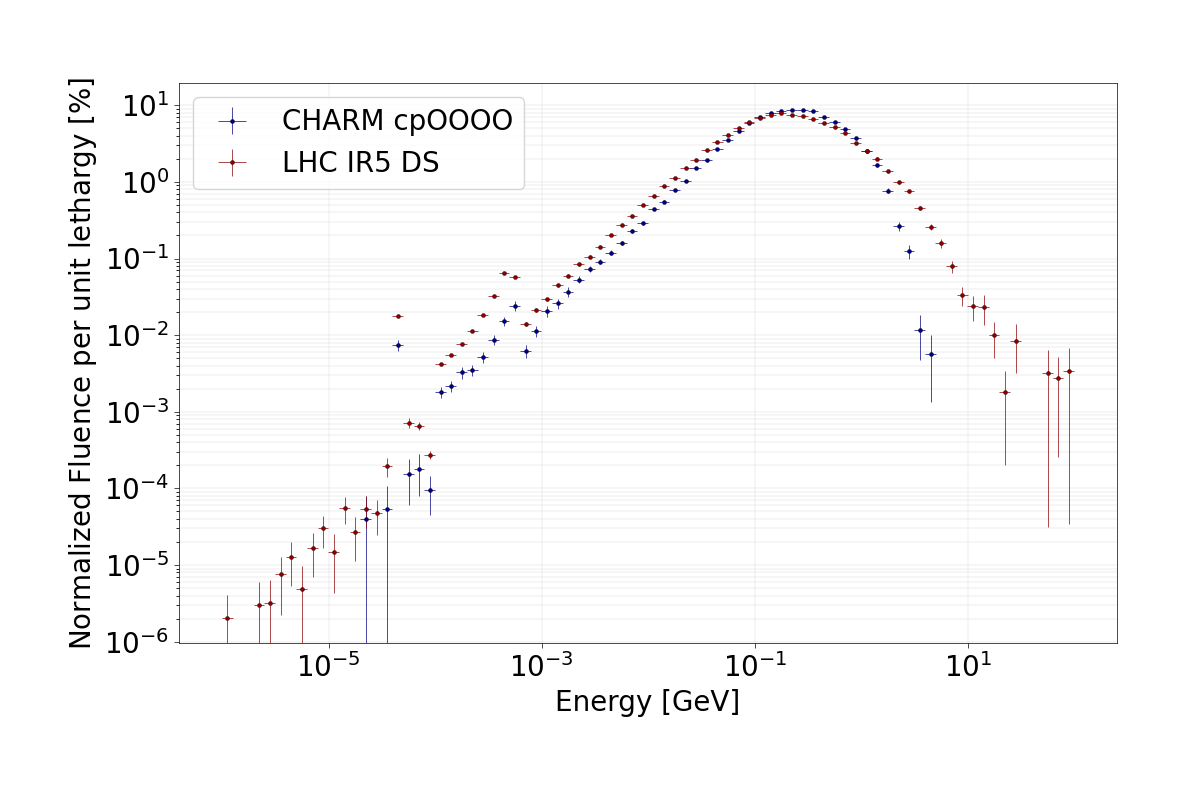 CHARM cpOOOO
LHC IR5 DS
Normalized Fluence per unit lethargy [%]
10¹
10⁰
10⁻¹
10⁻²
10⁻³
10⁻⁴
10⁻⁵
10⁻⁶
10⁻⁵ 10⁻³ 10⁻¹ 10¹
Energy [GeV]